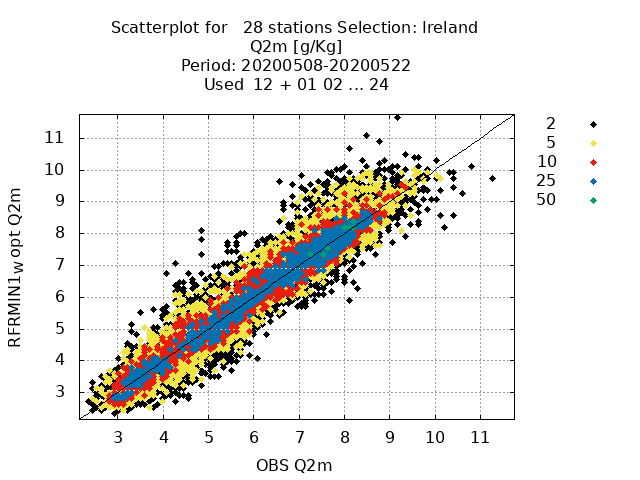 Scatterplot for   28 stations Selection: Ireland
Q2m [g/Kg]
Period: 20200508-20200522
Used  12 + 01 02 ... 24
2
5
10
25
50
11
10
9
8
7
6
5
4
3
RFRMIN1_W opt Q2m
3 4 5 6 7 8 9 10 11
OBS Q2m